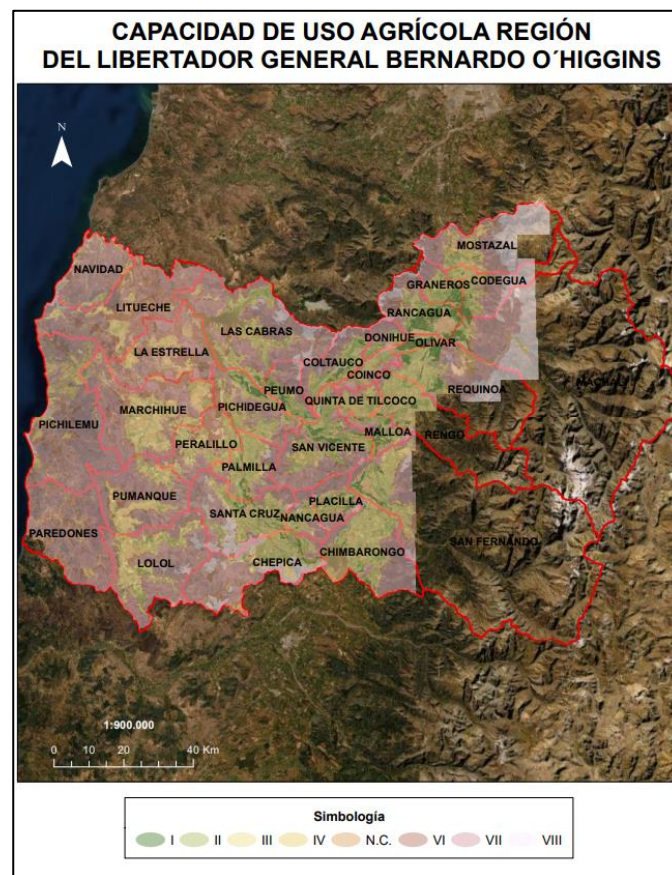 CAPACIDAD DE USO AGRÍCOLA REGIÓN
DEL LIBERTADOR GENERAL BERNARDO O´HIGGINS
N
MOSTAZAL
NAVIDAD
GRANEROS
CODEGUA
LITUECHE
RANCAGUA
LAS CABRAS
DONIHUE
OLIVAR
LA ESTRELLA
COLTAUCO
COINCO
MACHALI
PEUMO
REQUINOA
QUINTA DE TILCOCO
PICHIDEGUA
MARCHIHUE
PICHILEMU
MALLOA
RENGO
PERALILLO
SAN VICENTE
PALMILLA
PUMANQUE
PLACILLA
SANTA CRUZ
NANCAGUA
PAREDONES
SAN FERNANDO
CHIMBARONGO
LOLOL
CHEPICA
1:900.000
0 10 20 40 Km
Simbología
I II III IV N.C. VI VII VIII